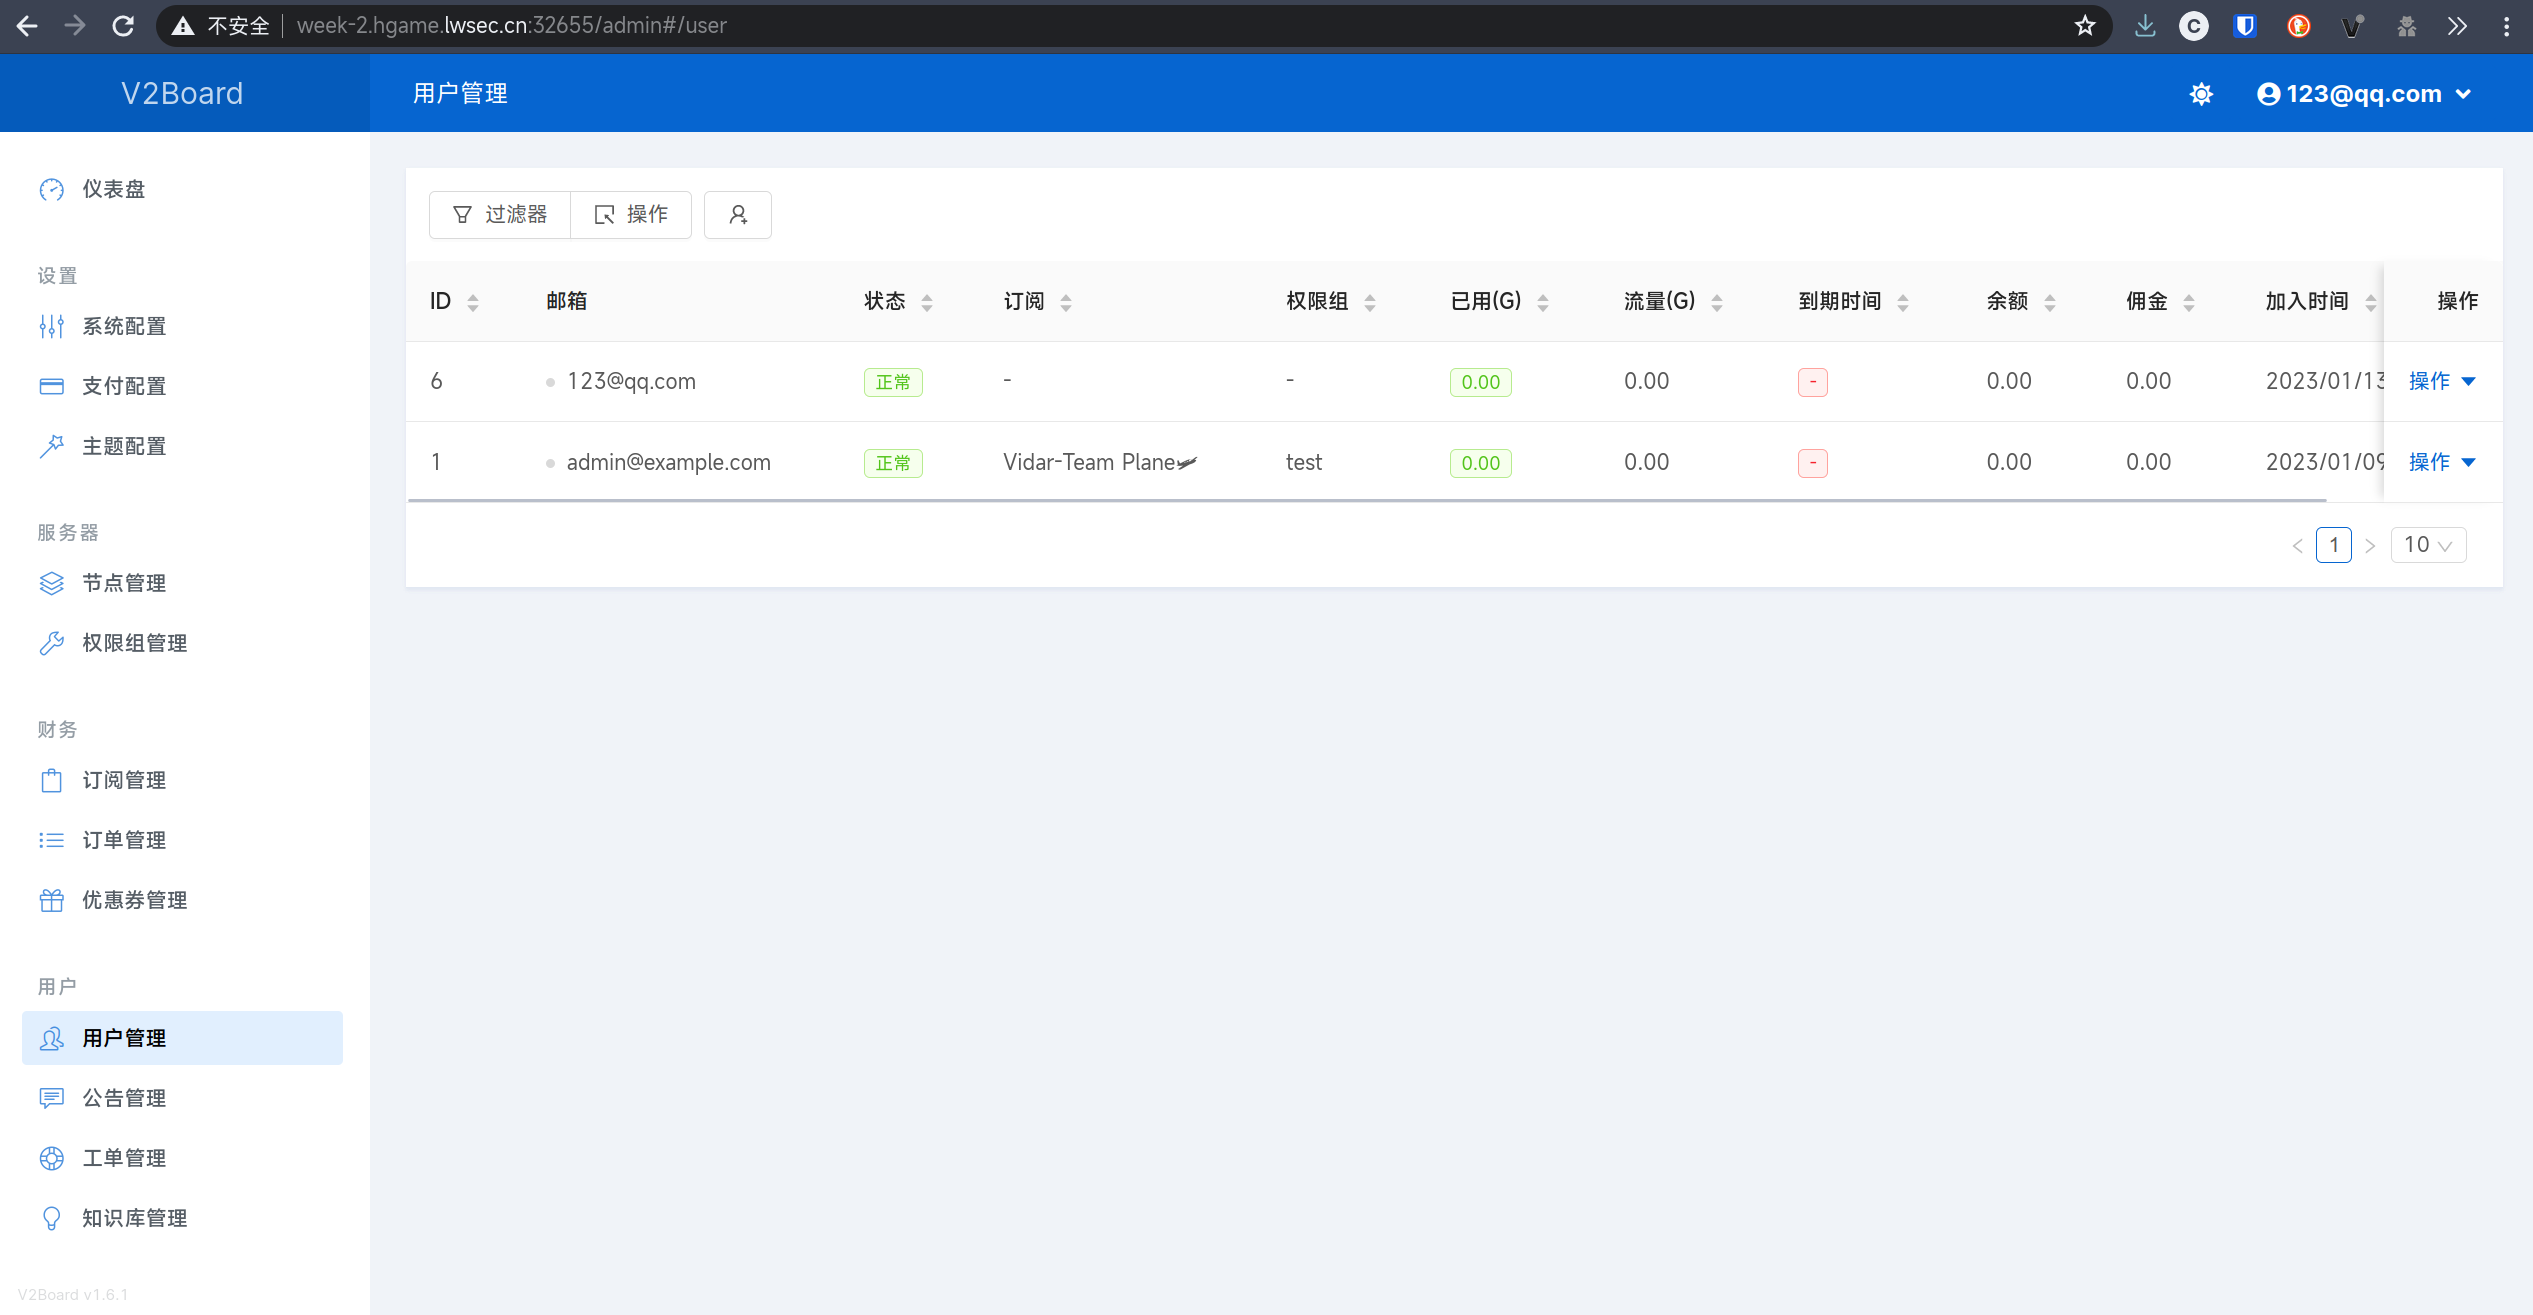 不安全 week-2.hgame.lwsec.cn:32655/admin#/user
V2Board
用户管理
123@qq.com
仪表盘
设置
系统配置
支付配置
主题配置
服务器
节点管理
权限组管理
财务
订阅管理
订单管理
优惠券管理
用户
用户管理
公告管理
工单管理
知识库管理
V2Board v1.6.1
过滤器 操作
ID 邮箱 状态 订阅 权限组 已用(G) 流量(G) 到期时间 余额 佣金 加入时间 操作
6 123@qq.com 正常 - - 0.00 0.00 - 0.00 0.00 2023/01/13 操作
1 admin@example.com 正常 Vidar-Team Plane🛫 test 0.00 0.00 - 0.00 0.00 2023/01/09 操作
1 10